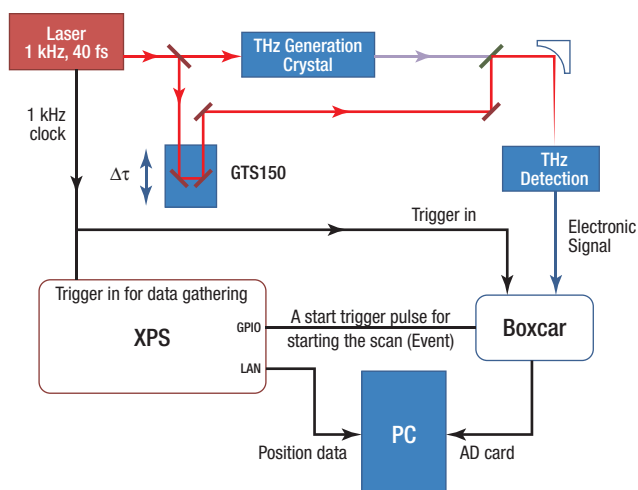 Laser
1 kHz, 40 fs
THz Generation
Crystal
1 kHz
clock
Δτ
GTS150
THz
Detection
Trigger in
Electronic
Signal
Trigger in for data gathering
XPS
GPIO
LAN
A start trigger pulse for
starting the scan (Event)
Boxcar
PC
Position data
AD card